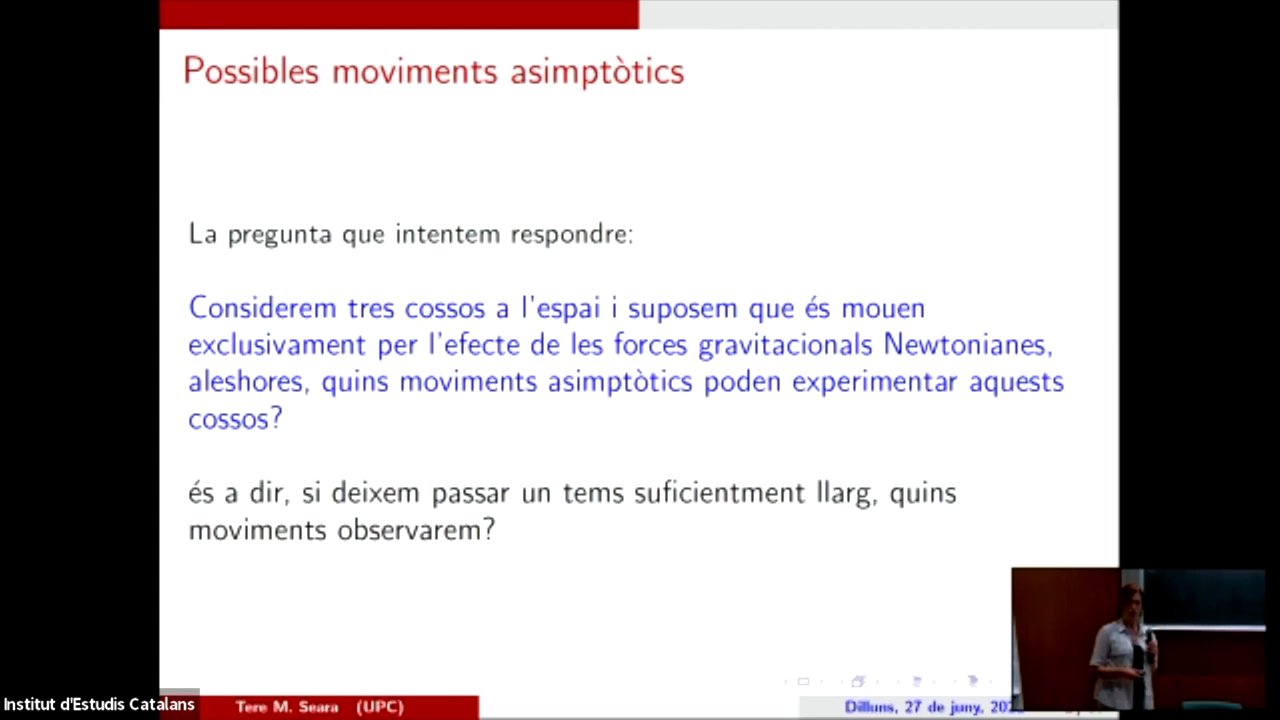 Possibles moviments asimptòtics
La pregunta que intentem respondre:
Considerem tres cossos a l'espai i suposem que és mouen
exclusivament per l'efecte de les forces gravitacionals Newtonianes,
aleshores, quins moviments asimptòtics poden experimentar aquests
cossos?
és a dir, si deixem passar un tems suficientment llarg, quins
moviments observarem?
Institut d'Estudis Catalans
Tere M. Seara (UPC)
Dilluns, 27 de juny,